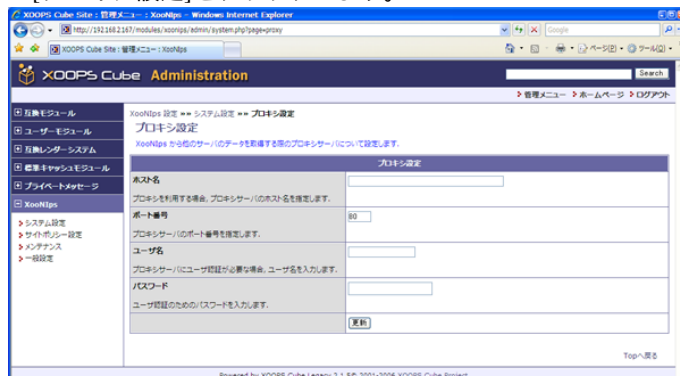 XOOPS Cube Site : 管理メニュー : XooNIps - Windows Internet Explorer
http://192.168.2.167/modules/xoonips/admin/system.php?page=proxy
Google
XOOPS Cube Site : 管理メニュー : XooNIps
ページ(P)
ツール(O)
XOOPS Cube Administration
Search
管理メニュー ホームページ ログアウト
互換モジュール
ユーザーモジュール
互換レンダーシステム
標準キャッシュモジュール
プライベートメッセージ
XooNIps
システム設定
サイトポリシー設定
メンテナンス
一般設定
XooNIps 設定 »» システム設定 »» プロキシ設定
プロキシ設定
XooNIps から他のサーバのデータを取得する際のプロキシサーバについて設定します.
プロキシ設定
ホスト名
プロキシを利用する場合, プロキシサーバのホスト名を指定します.
ポート番号
80
プロキシサーバのポート番号を指定します.
ユーザ名
プロキシサーバにユーザ認証が必要な場合, ユーザ名を入力します.
パスワード
ユーザ認証のためのパスワードを入力します.
更新
Topへ戻る
Powered by XOOPS Cube Legacy 2.1 © 2001-2006 XOOPS Cube Project